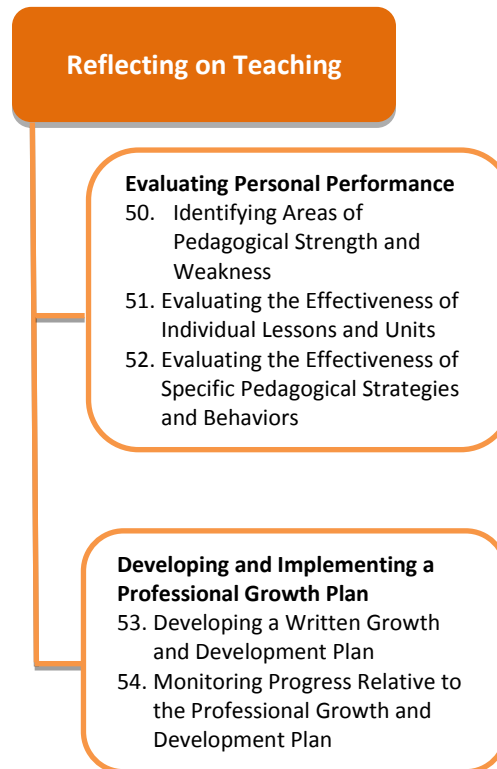 Reflecting on Teaching
Evaluating Personal Performance
50. Identifying Areas of
Pedagogical Strength and
Weakness
51. Evaluating the Effectiveness of
Individual Lessons and Units
52. Evaluating the Effectiveness of
Specific Pedagogical Strategies
and Behaviors
Developing and Implementing a
Professional Growth Plan
53. Developing a Written Growth
and Development Plan
54. Monitoring Progress Relative to
the Professional Growth and
Development Plan